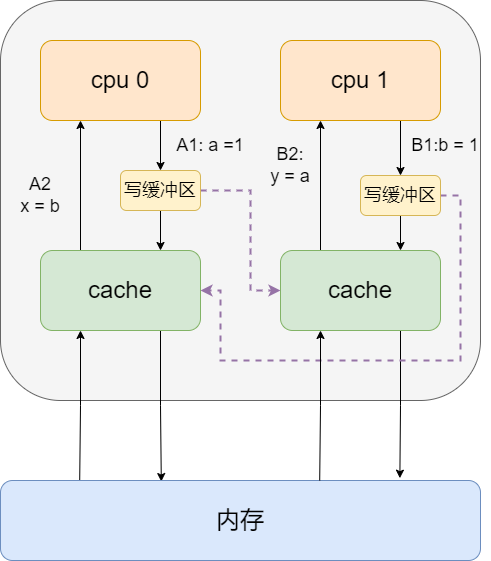 cpu 0
cpu 1
A1: a =1
B1:b = 1
B2:
y = a
A2
x = b
写缓冲区
写缓冲区
cache
cache
内存